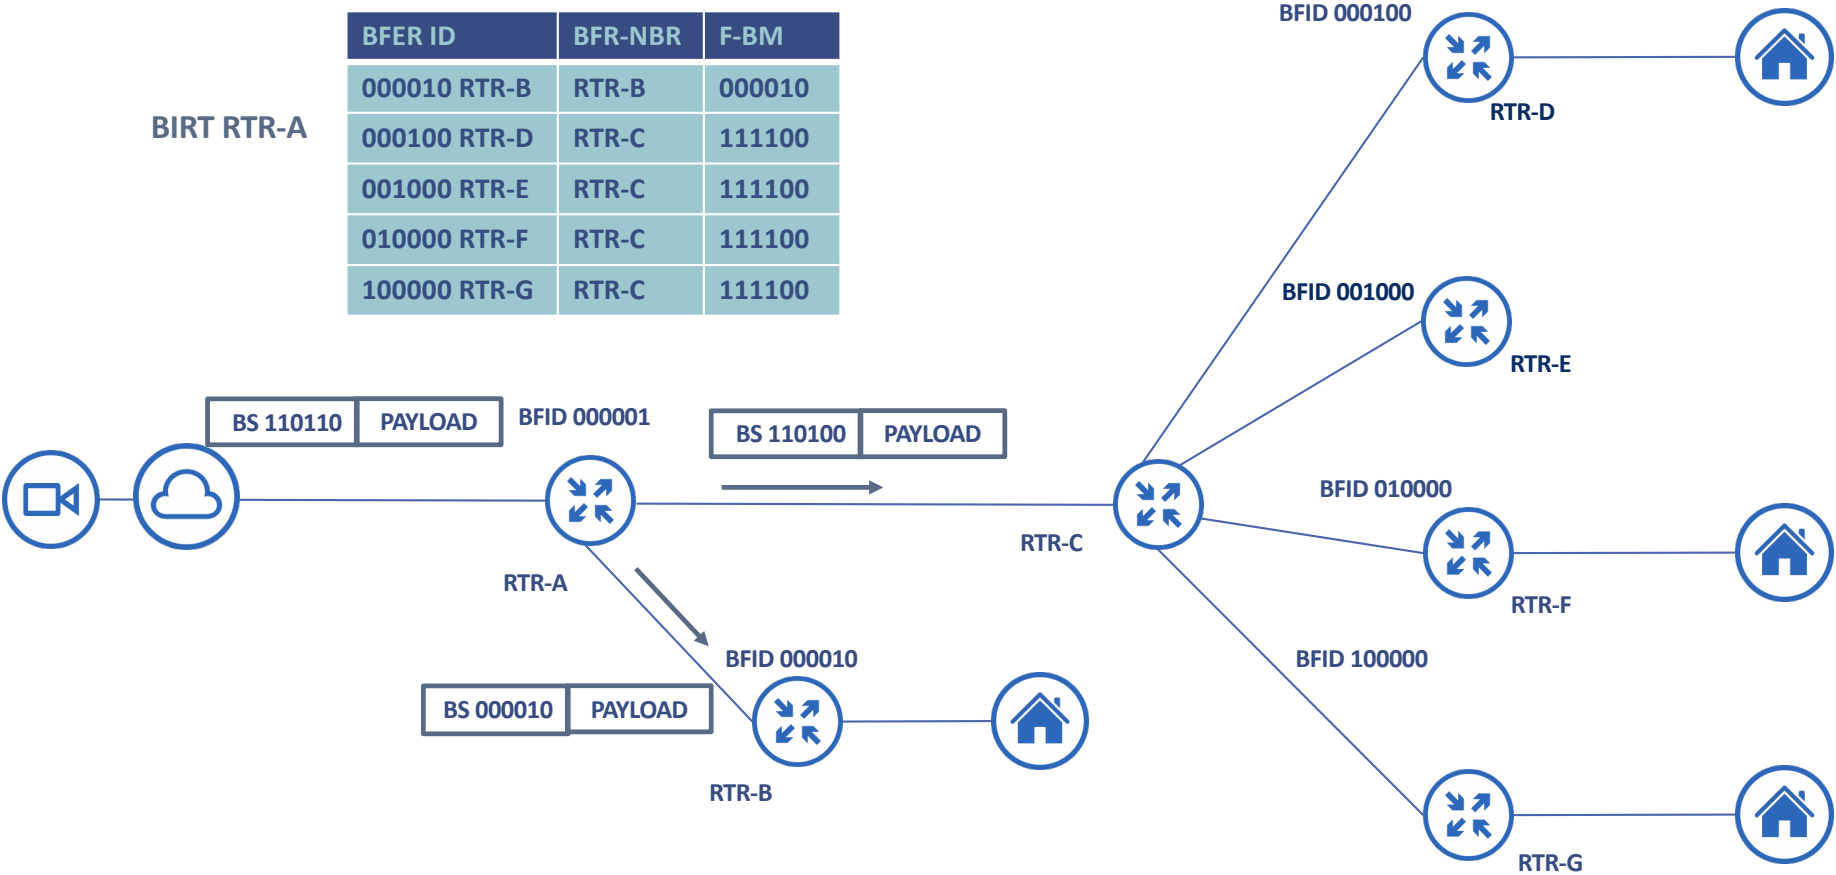 BFID 000100
BFER ID BFR-NBR F-BM
000010 RTR-B RTR-B 000010
000100 RTR-D RTR-C 111100
001000 RTR-E RTR-C 111100
010000 RTR-F RTR-C 111100
100000 RTR-G RTR-C 111100
BIRT RTR-A
RTR-D
BFID 001000
RTR-E
BS 110110 PAYLOAD
BFID 000001
BS 110100 PAYLOAD
BFID 010000
RTR-C
RTR-A
RTR-F
BFID 000010
BFID 100000
BS 000010 PAYLOAD
RTR-B
RTR-G